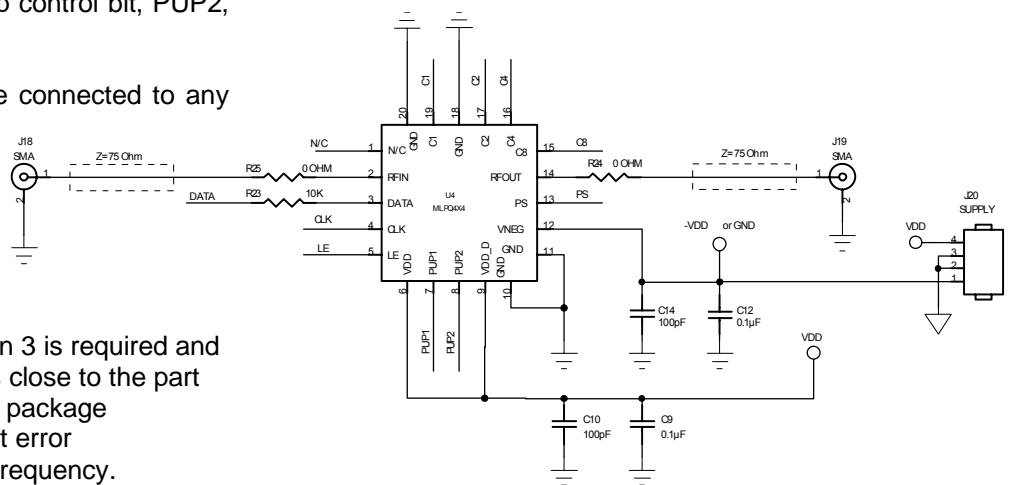 o control bit, PUP2,
e connected to any
n 3 is required and
s close to the part
package
t error
requency.
J18
SMA
1
2
Z=75 Ohm
N/C
R25
0 OHM
DATA
R23
10K
CLK
LE
C1
C2
C4
20
19
18
17
16
GND
C1
GND
C2
C4
1
N/C
2
RFIN
3
DATA
4
CLK
5
LE
U4
MLPQ4X4
C8
15
C8
RFOUT
14
R24
0 OHM
PS
13
PS
VNEG
12
GND
11
VDD
PUP1
PUP2
VDD_D
GND
6
7
8
9
10
PUP1
PUP2
Z=75 Ohm
J19
SMA
1
2
-VDD or GND
C14
100pF
C12
0.1µF
J20
SUPPLY
VDD
4
3
2
1
VDD
C10
100pF
C9
0.1µF